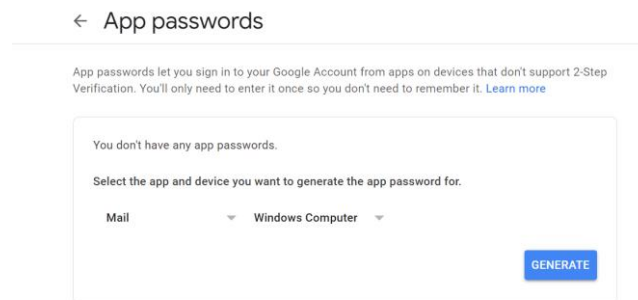 App passwords
App passwords let you sign in to your Google Account from apps on devices that don't support 2-Step
Verification. You'll only need to enter it once so you don't need to remember it. Learn more
You don't have any app passwords.
Select the app and device you want to generate the app password for.
Mail Windows Computer
GENERATE